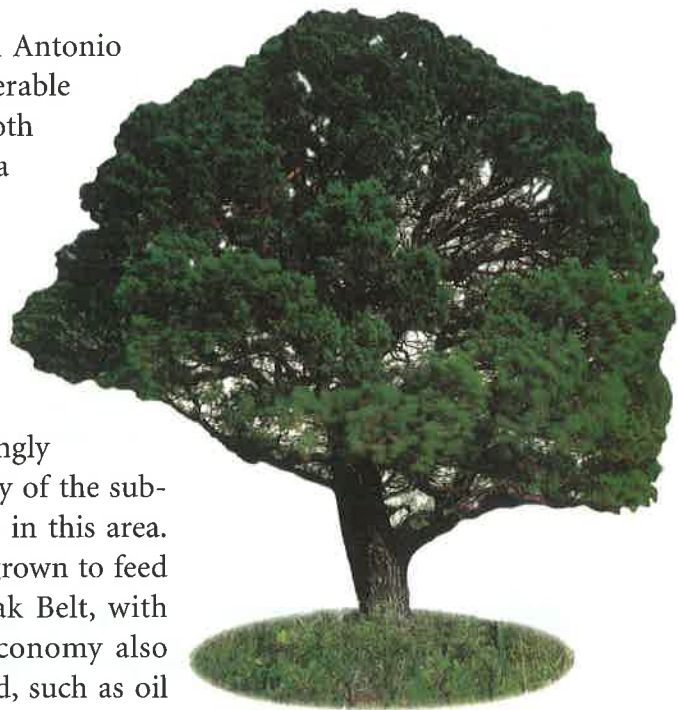 Antonio
erable
oth
a
ngly
y of the sub-
in this area.
grown to feed
ak Belt, with
conomy also
d, such as oil